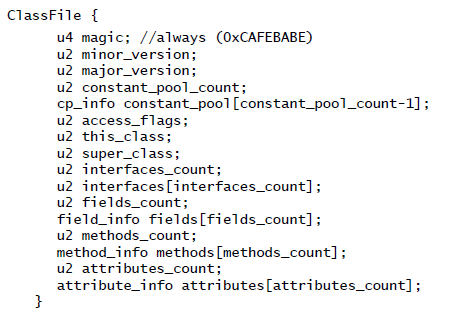 ClassFile {
u4 magic; //always (0xCAFEBABE)
u2 minor_version;
u2 major_version;
u2 constant_pool_count;
cp_info constant_pool[constant_pool_count-1];
u2 access_flags;
u2 this_class;
u2 super_class;
u2 interfaces_count;
u2 interfaces[interfaces_count];
u2 fields_count;
field_info fields[fields_count];
u2 methods_count;
method_info methods[methods_count];
u2 attributes_count;
attribute_info attributes[attributes_count];
}